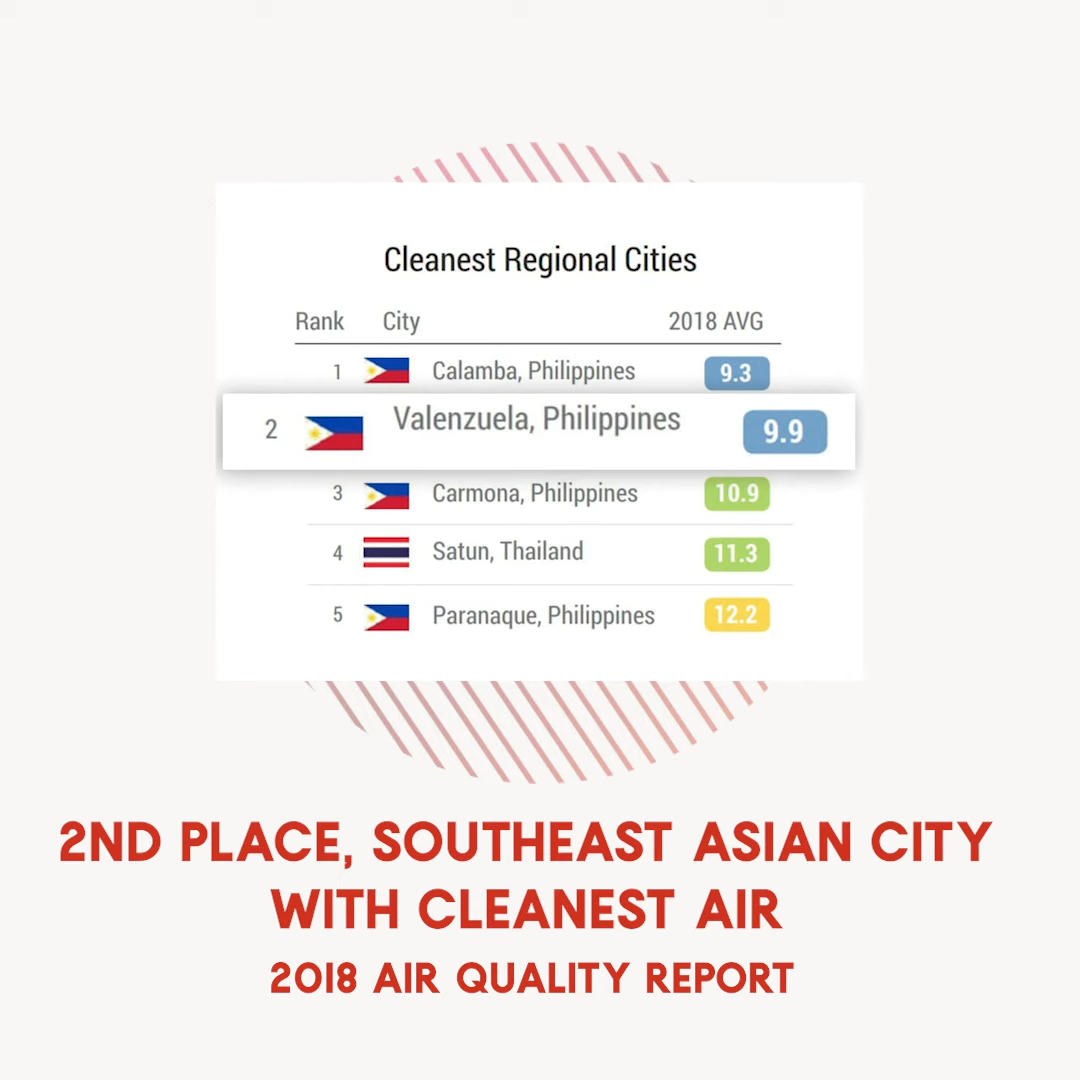 Cleanest Regional Cities
Rank City 2018 AVG
1 Calamba, Philippines 9.3
2 Valenzuela, Philippines 9.9
3 Carmona, Philippines 10.9
4 Satun, Thailand 11.3
5 Paranaque, Philippines 12.2
2ND PLACE, SOUTHEAST ASIAN CITY
WITH CLEANEST AIR
2018 AIR QUALITY REPORT